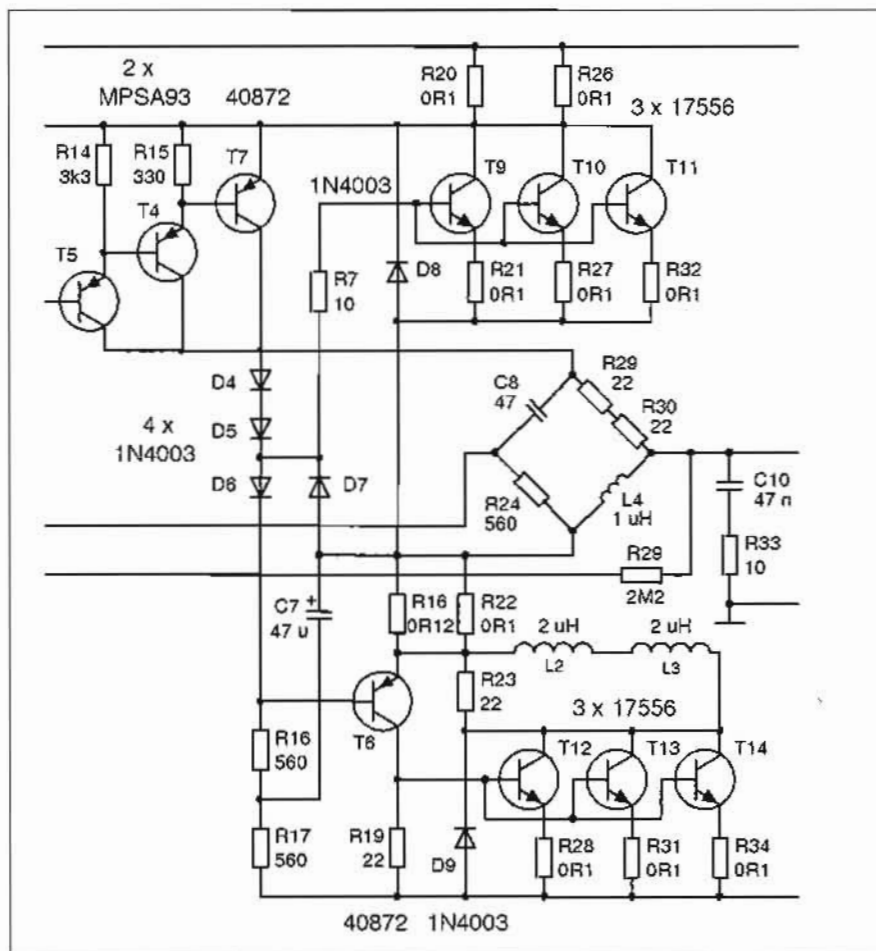 2 x
MPSA93
40872
R20
0R1
R26
0R1
3 x 17556
R14
3k3
R15
330
T7
1N4003
T9
T10
T11
T4
T5
R7
10
D8
R21
0R1
R27
0R1
R32
0R1
D4
C8
47
R29
22
R30
22
4 x
1N4003
D5
D6
D7
R24
560
L4
1 uH
C10
47 n
R29
2M2
R33
10
C7
+
47 u
R16
0R12
R22
0R1
2 uH
L2
2 uH
L3
R23
22
3 x 17556
T6
T12
T13
T14
R16
560
R17
560
R19
22
D9
R28
0R1
R31
0R1
R34
0R1
40872
1N4003